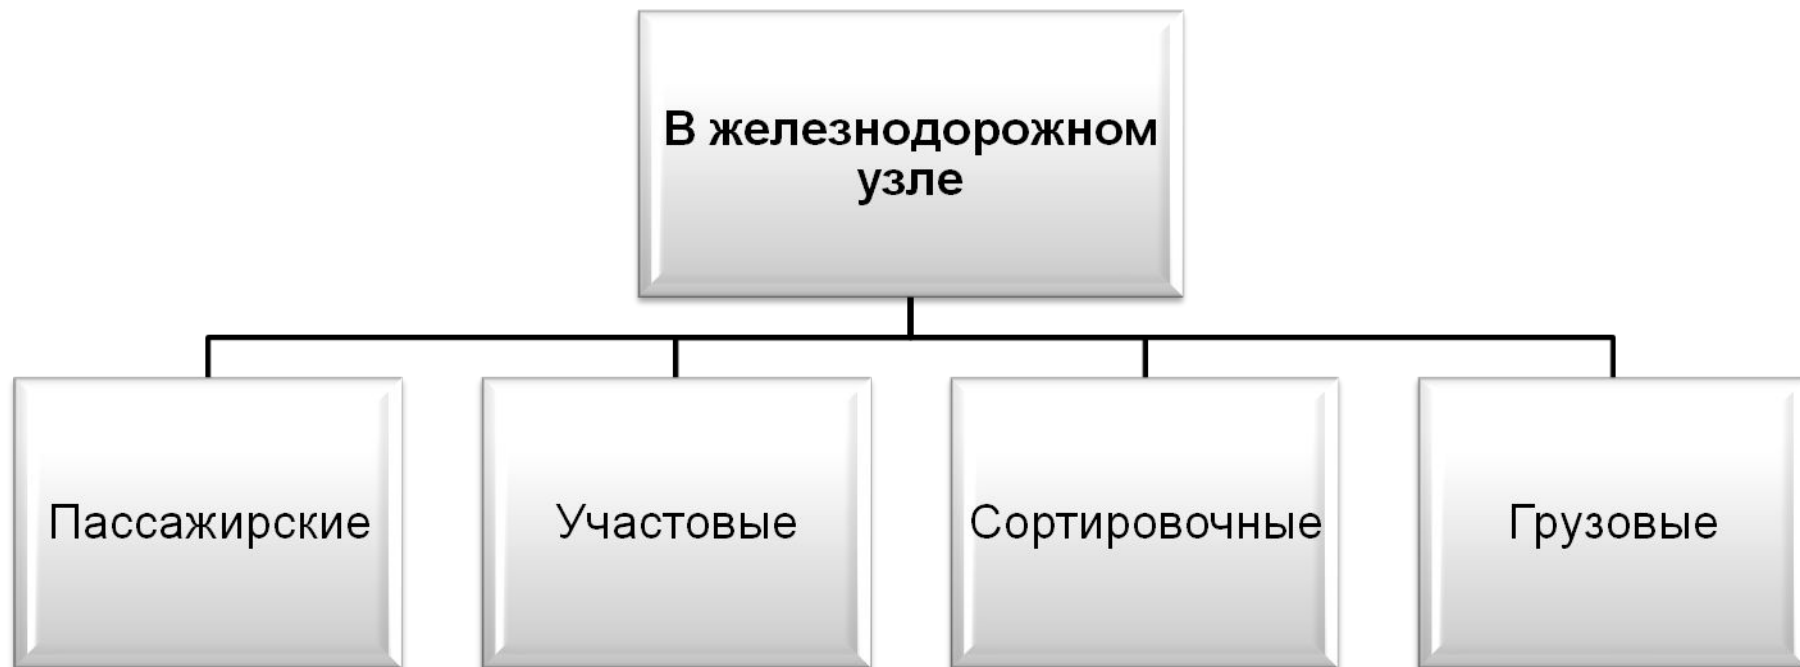 В железнодорожном
узле
Пассажирские
Участовые
Сортировочные
Грузовые